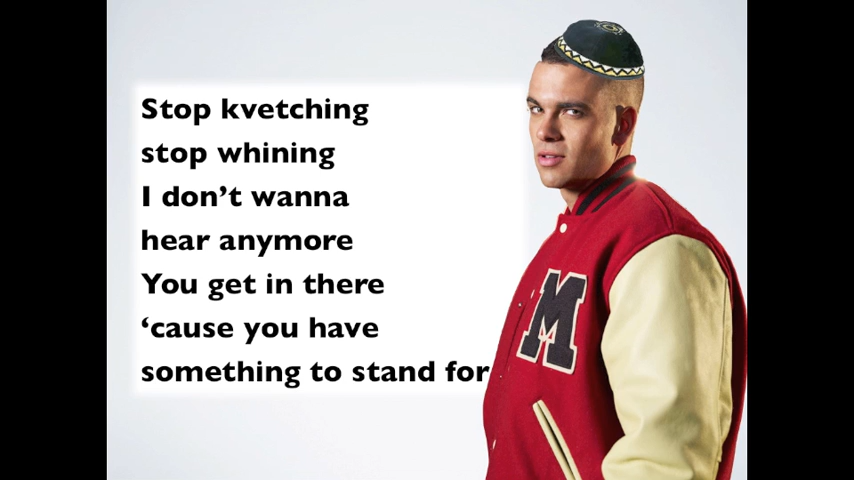 Stop kvetching
stop whining
I don’t wanna
hear anymore
You get in there
‘cause you have
something to stand for
M